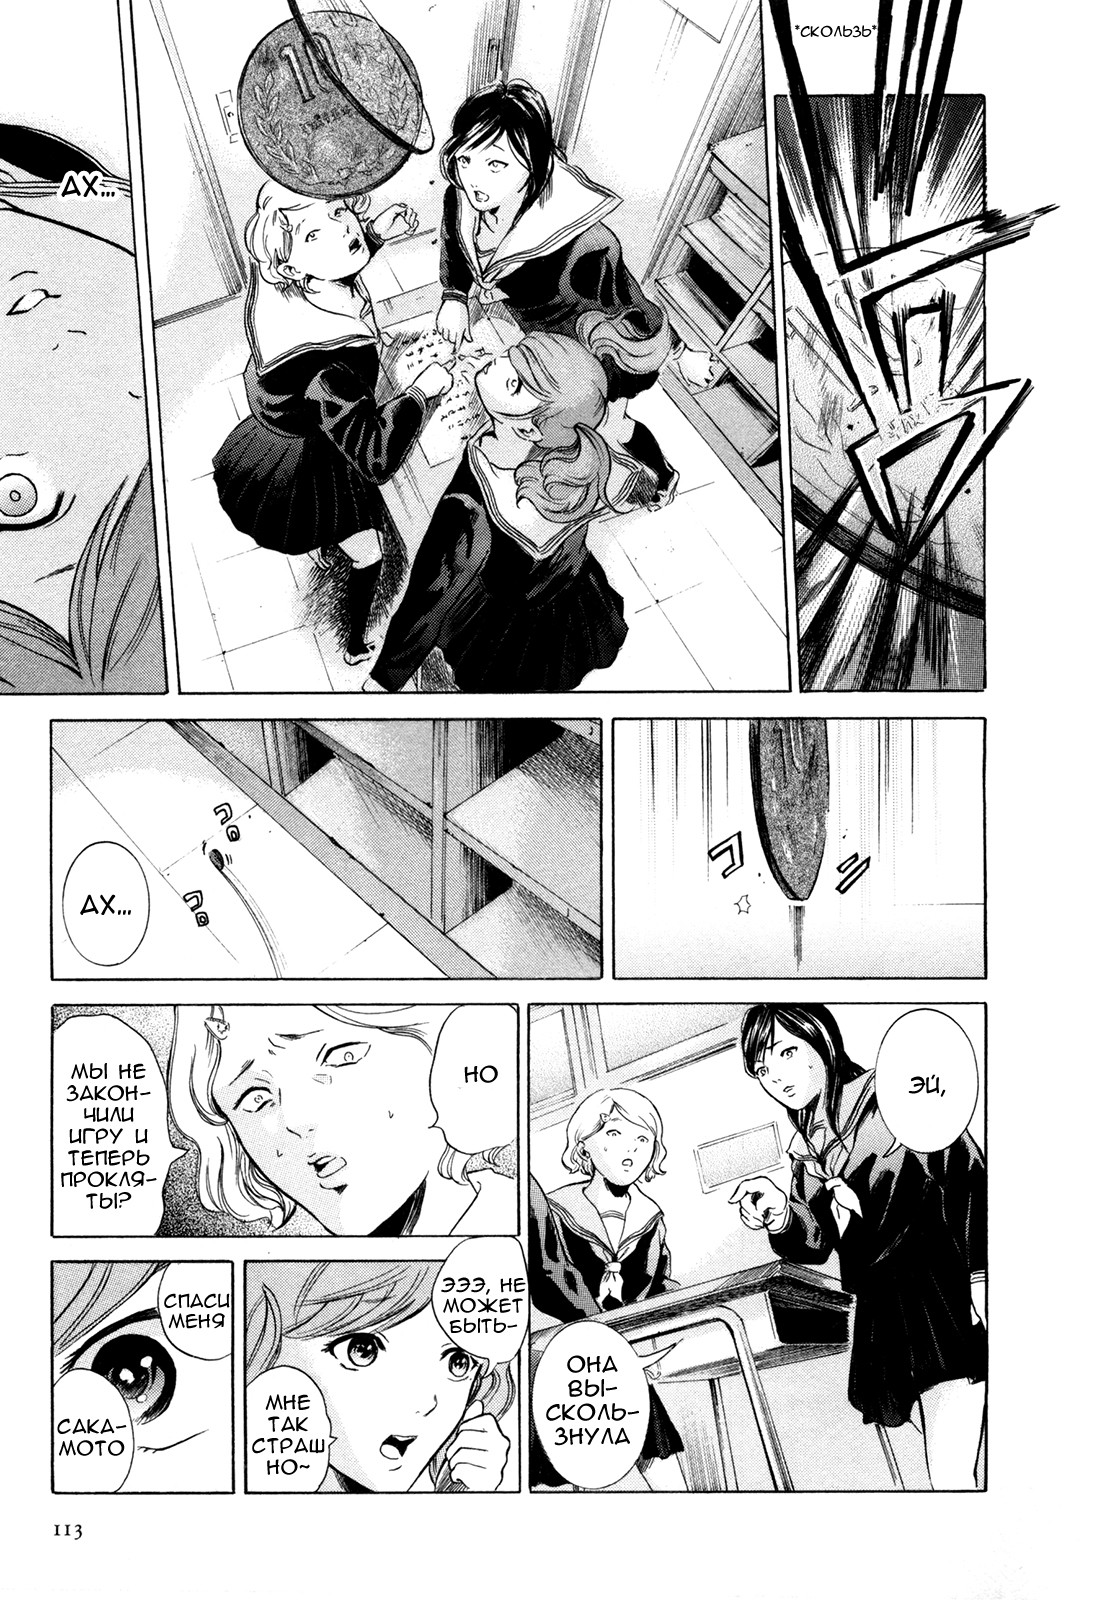 *СКОЛЬЗЬ*
10
АХ...
АХ...
ЭЙ,
ОНА
ВЫ-
СКОЛЬ-
ЗНУЛА
НО
МЫ НЕ
ЗАКОН-
ЧИЛИ
ИГРУ И
ТЕПЕРЬ
ПРОКЛЯ-
ТЫ?
ЭЭЭ, НЕ
МОЖЕТ
БЫТЬ-
МНЕ
ТАК
СТРАШ
НО~
СПАСИ
МЕНЯ
САКА-
МОТО
113